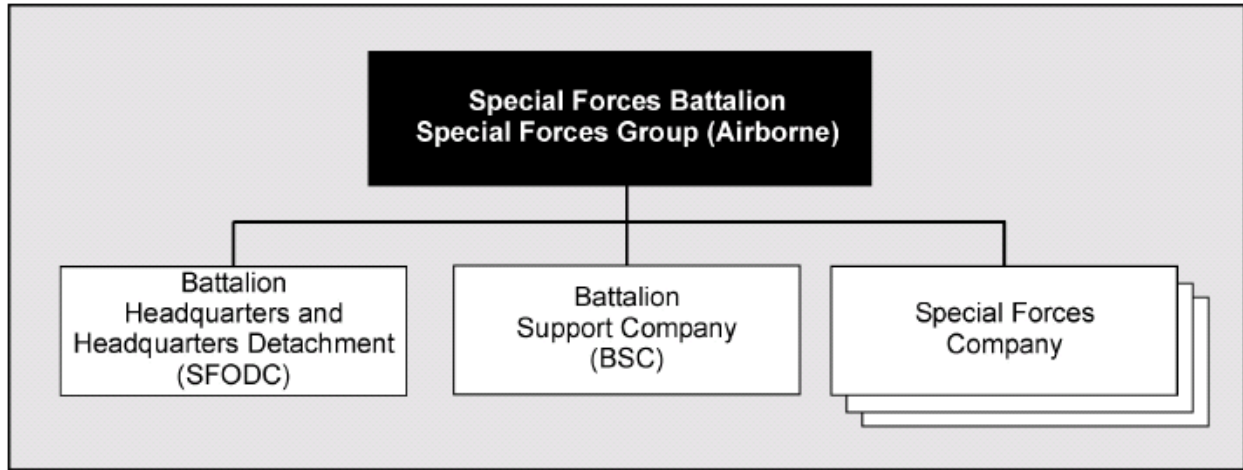 Special Forces Battalion
Special Forces Group (Airborne)
Battalion
Headquarters and
Headquarters Detachment
(SFODC)
Battalion
Support Company
(BSC)
Special Forces
Company